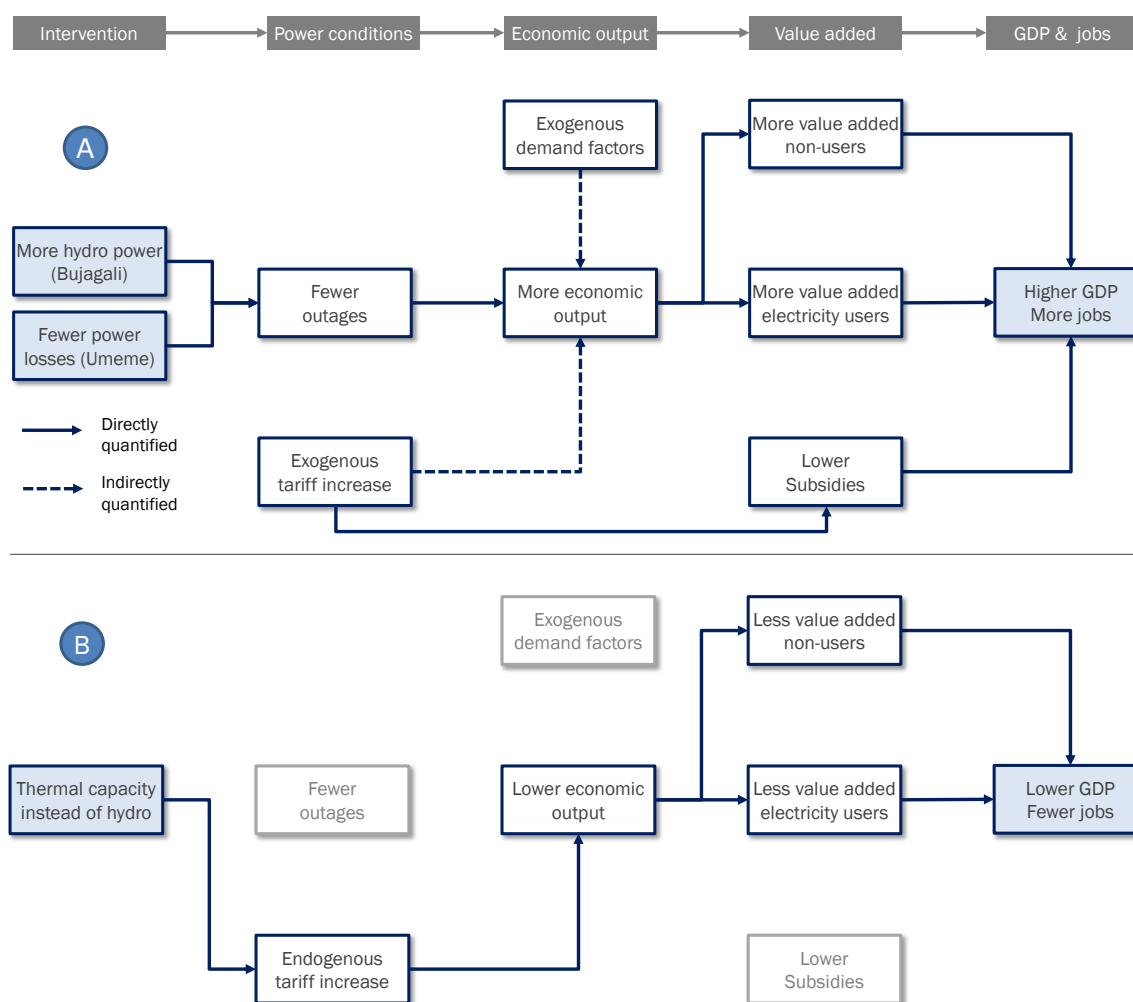 Intervention
Power conditions
Economic output
Value added
GDP & jobs
A
Exogenous
demand factors
More value added
non-users
More hydro power
(Bujagali)
Fewer power
losses (Umeme)
Fewer
outages
More economic
output
More value added
electricity users
Higher GDP
More jobs
Directly
quantified
Indirectly
quantified
Exogenous
tariff increase
Lower
Subsidies
B
Exogenous
demand factors
Less value added
non-users
Thermal capacity
instead of hydro
Fewer
outages
Lower economic
output
Less value added
electricity users
Lower GDP
Fewer jobs
Endogenous
tariff increase
Lower
Subsidies